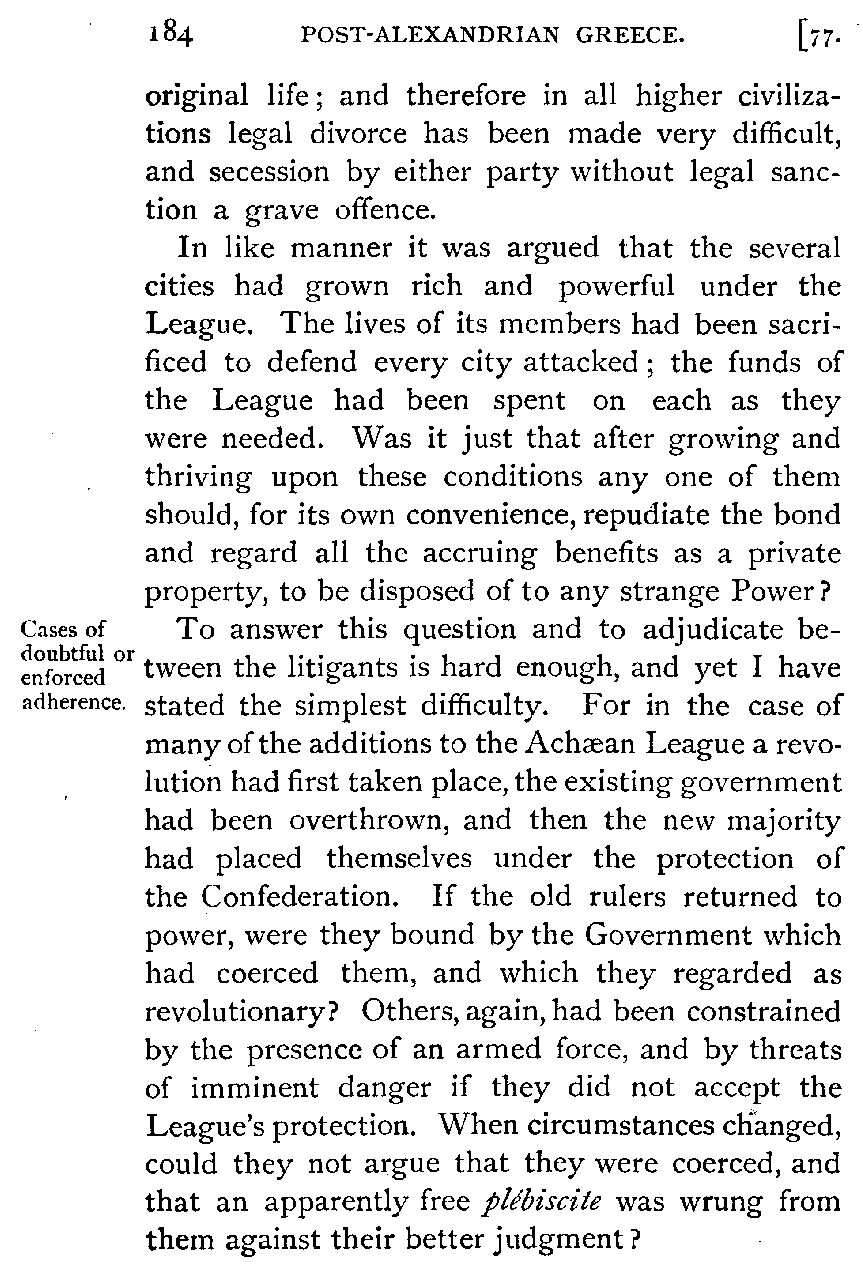 184 POST-ALEXANDRIAN GREECE. [77.
original life; and therefore in all higher civiliza-
tions legal divorce has been made very difficult,
and secession by either party without legal sanc-
tion a grave offence.
In like manner it was argued that the several
cities had grown rich and powerful under the
League. The lives of its members had been sacri-
ficed to defend every city attacked; the funds of
the League had been spent on each as they
were needed. Was it just that after growing and
thriving upon these conditions any one of them
should, for its own convenience, repudiate the bond
and regard all the accruing benefits as a private
property, to be disposed of to any strange Power?
Cases of
doubtful or
enforced
adherence.
To answer this question and to adjudicate be-
tween the litigants is hard enough, and yet I have
stated the simplest difficulty. For in the case of
many of the additions to the Achæan League a revo-
lution had first taken place, the existing government
had been overthrown, and then the new majority
had placed themselves under the protection of
the Confederation. If the old rulers returned to
power, were they bound by the Government which
had coerced them, and which they regarded as
revolutionary? Others, again, had been constrained
by the presence of an armed force, and by threats
of imminent danger if they did not accept the
League's protection. When circumstances changed,
could they not argue that they were coerced, and
that an apparently free plébiscite was wrung from
them against their better judgment?